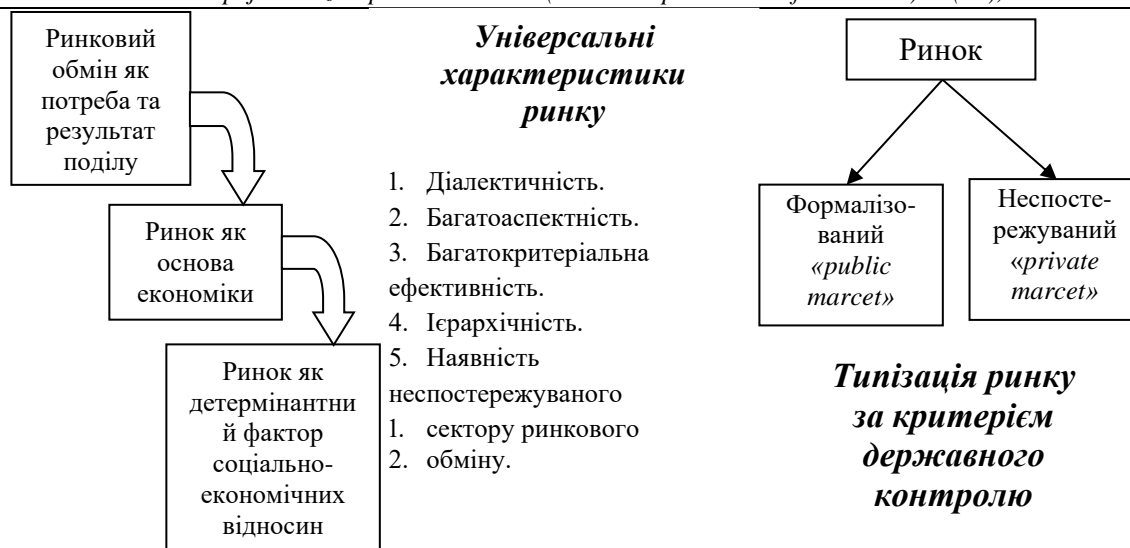 Ринковий
обмін як
потреба та
результат
поділу
Ринок як
основа
економіки
Ринок як
детермінантни
й фактор
соціально-
економічних
відносин
Універсальні
характеристики
ринку
1. Діалектичність.
2. Багатоаспектність.
3. Багатокритеріальна
ефективність.
4. Ієрархічність.
5. Наявність
неспостережуваного
1. сектору ринкового
2. обміну.
Ринок
Формалізо-
ваний
«public
marcet»
Неспосте-
режуваний
«private
marcet»
Типізація ринку
за критерієм
державного
контролю